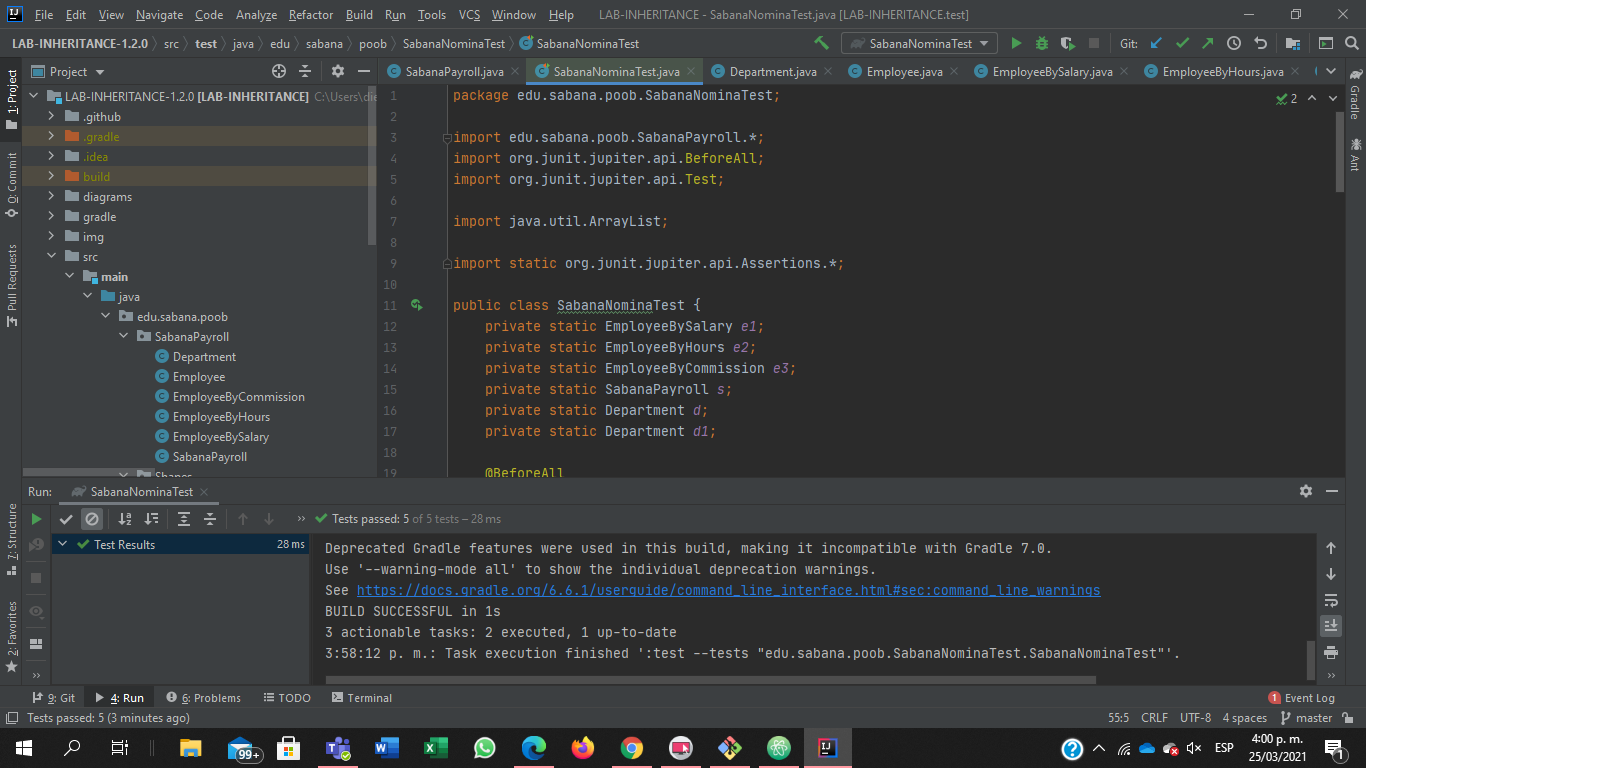 File Edit View Navigate Code Analyze Refactor Build Run Tools VCS Window Help LAB-INHERITANCE - SabanaNominaTest.java [LAB-INHERITANCE.test]
LAB-INHERITANCE-1.2.0 src test java edu sabana poob SabanaNominaTest SabanaNominaTest SabanaNominaTest Git:
1: Project
0: Commit
Pull Requests
7: Structure
2: Favorites
Project
LAB-INHERITANCE-1.2.0 [LAB-INHERITANCE] C:\Users\die
.github
.gradle
.idea
build
diagrams
gradle
img
src
main
java
edu.sabana.poob
SabanaPayroll
Department
Employee
EmployeeByCommission
EmployeeByHours
EmployeeBySalary
SabanaPayroll
Shapes
SabanaPayroll.java SabanaNominaTest.java Department.java Employee.java EmployeeBySalary.java EmployeeByHours.java
2
1 package edu.sabana.poob.SabanaNominaTest;
2
3 import edu.sabana.poob.SabanaPayroll.*;
4 import org.junit.jupiter.api.BeforeAll;
5 import org.junit.jupiter.api.Test;
6
7 import java.util.ArrayList;
8
9 import static org.junit.jupiter.api.Assertions.*;
10
11 public class SabanaNominaTest {
12 private static EmployeeBySalary e1;
13 private static EmployeeByHours e2;
14 private static EmployeeByCommission e3;
15 private static SabanaPayroll s;
16 private static Department d;
17 private static Department d1;
18
19 @BeforeAll
Gradle
Ant
Run: SabanaNominaTest
Tests passed: 5 of 5 tests – 28 ms
Test Results 28 ms
Deprecated Gradle features were used in this build, making it incompatible with Gradle 7.0.
Use '--warning-mode all' to show the individual deprecation warnings.
See https://docs.gradle.org/6.6.1/userguide/command_line_interface.html#sec:command_line_warnings
BUILD SUCCESSFUL in 1s
3 actionable tasks: 2 executed, 1 up-to-date
3:58:12 p. m.: Task execution finished ':test --tests "edu.sabana.poob.SabanaNominaTest.SabanaNominaTest"'.
9: Git 4: Run 6: Problems TODO Terminal 1 Event Log
Tests passed: 5 (3 minutes ago) 55:5 CRLF UTF-8 4 spaces master
99+ ESP 4:00 p. m.
25/03/2021 1